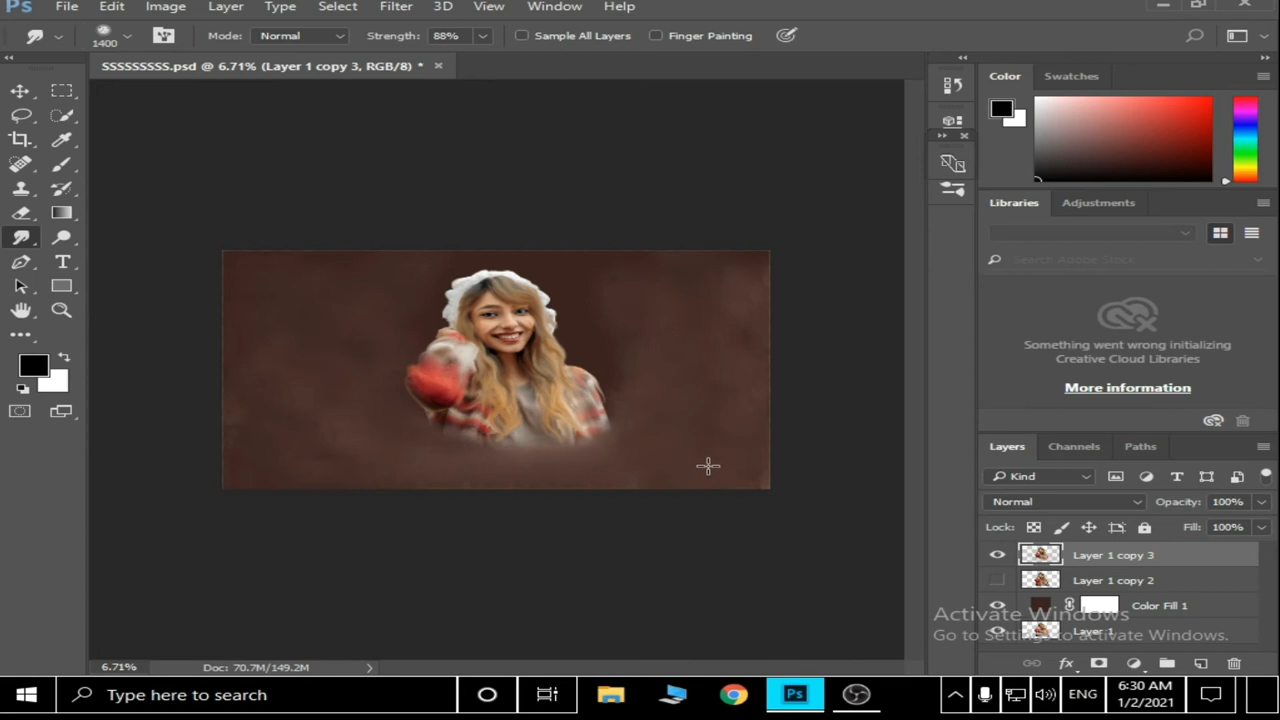 Ps File Edit Image Layer Type Select Filter 3D View Window Help
1400 Mode: Normal Strength: 88% Sample All Layers Finger Painting
SSSSSSSSS.psd @ 6.71% (Layer 1 copy 3, RGB/8) *
Color Swatches
Libraries Adjustments
Search Adobe Stock
Something went wrong initializing
Creative Cloud Libraries
More information
Layers Channels Paths
Kind
Normal Opacity: 100%
Lock: Fill: 100%
Layer 1 copy 3
Layer 1 copy 2
Color Fill 1
Activate Windows
Layer 1
Go to Settings to activate Windows.
6.71% Doc: 70.7M/149.2M
Type here to search
Ps
ENG
6:30 AM
1/2/2021